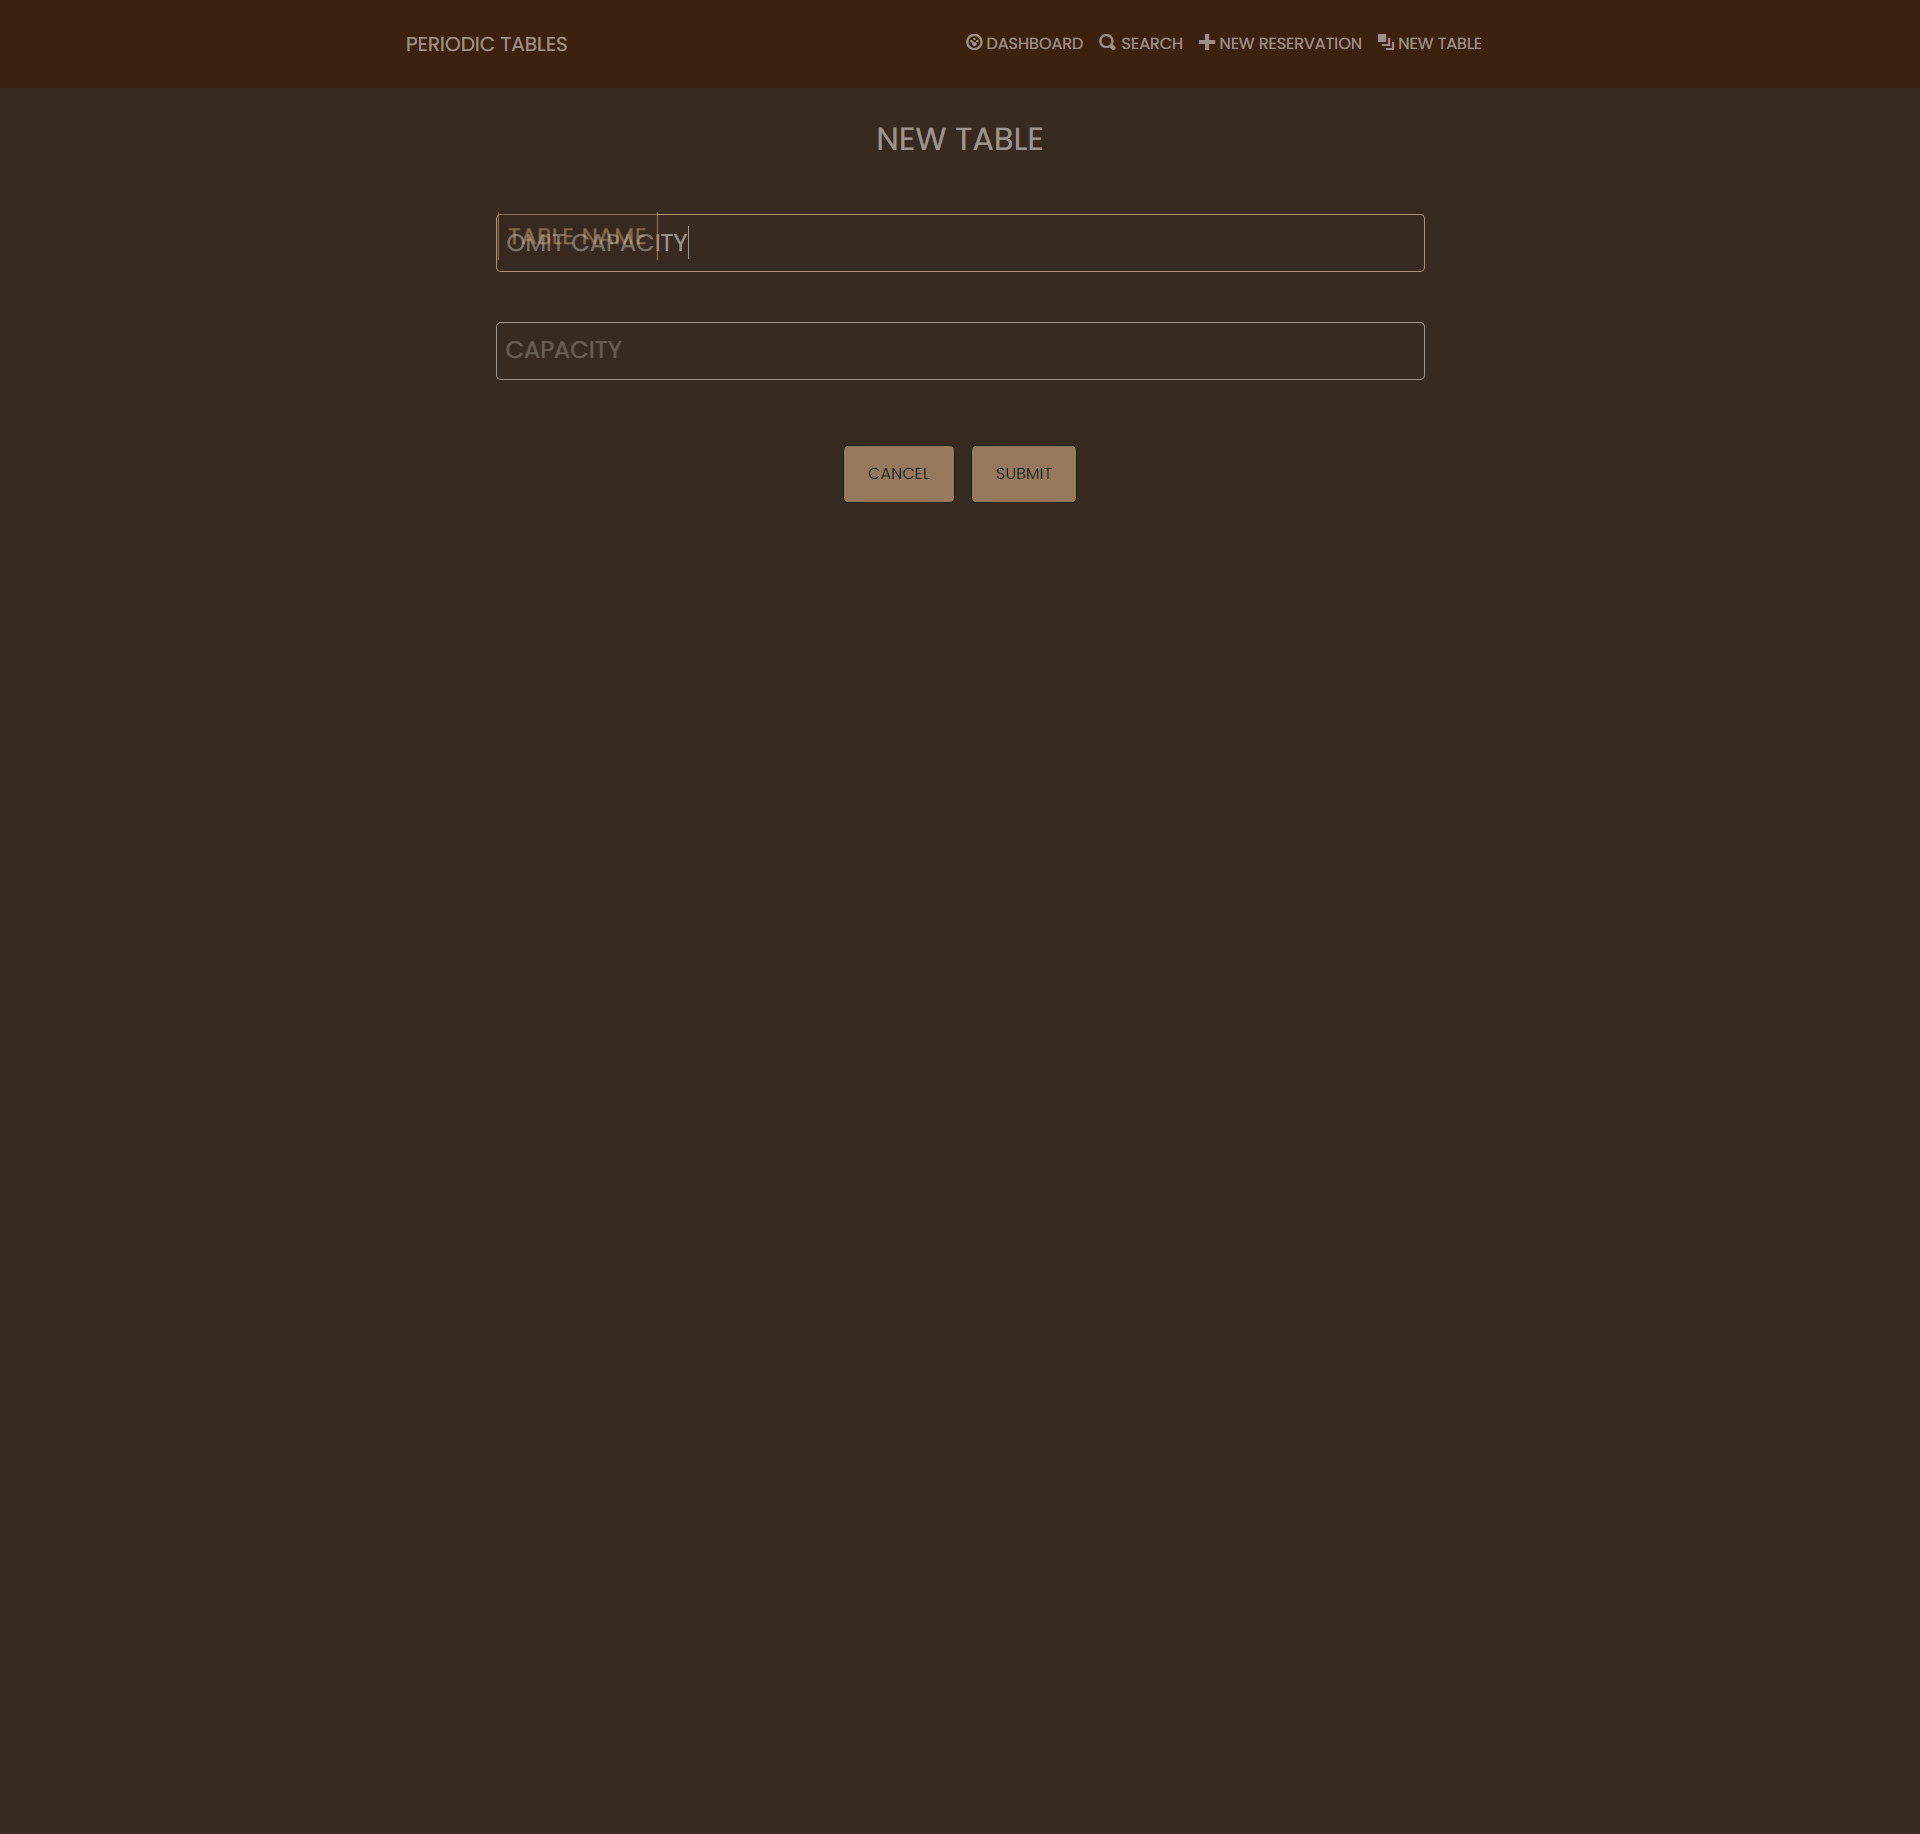 PERIODIC TABLES
DASHBOARD
SEARCH
NEW RESERVATION
NEW TABLE
NEW TABLE
TABLE NAME
OMIT CAPACITY
CAPACITY
CANCEL
SUBMIT